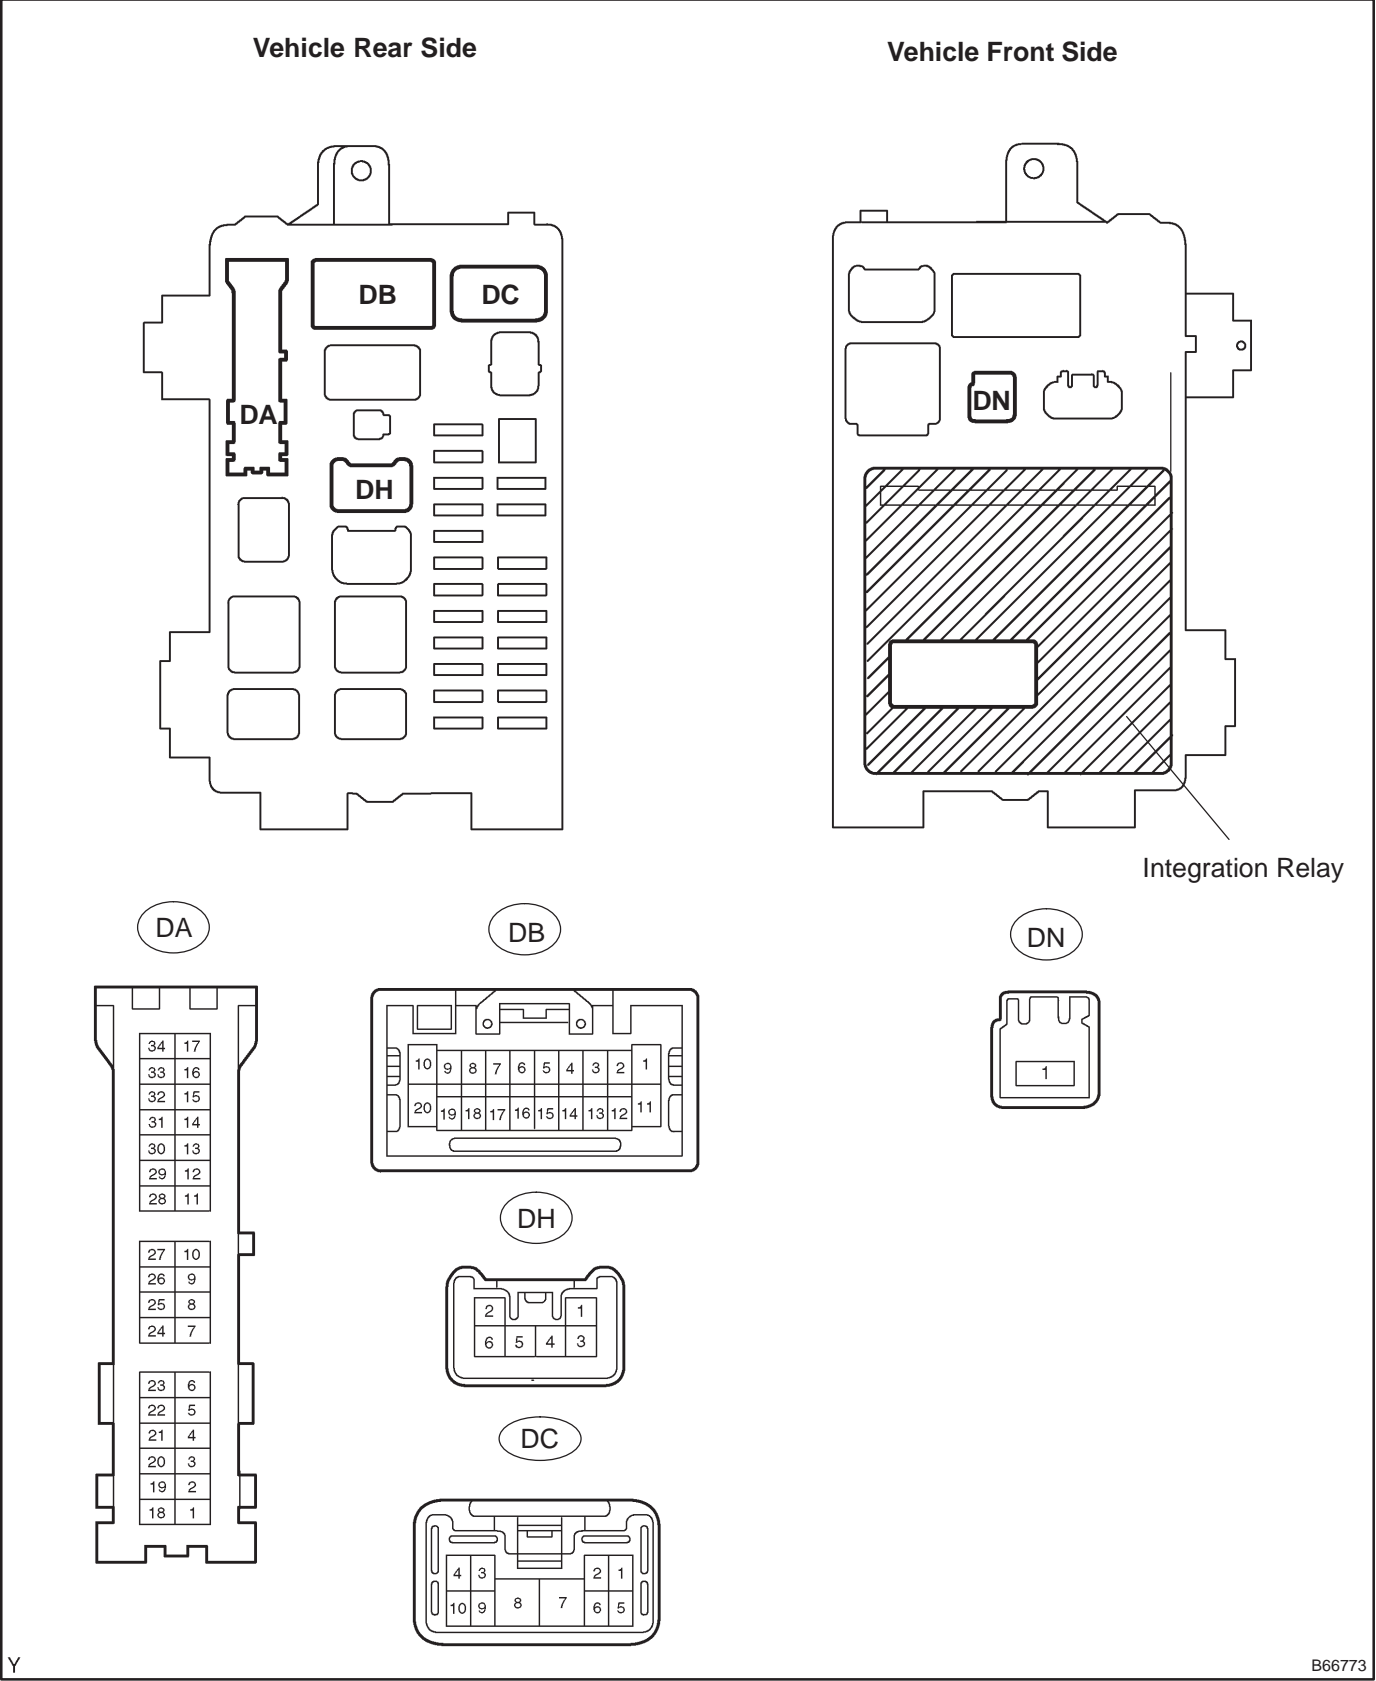 Vehicle Rear Side
Vehicle Front Side
DB
DC
DA
DH
DN
Integration Relay
DA
34 17
33 16
32 15
31 14
30 13
29 12
28 11
27 10
26 9
25 8
24 7
23 6
22 5
21 4
20 3
19 2
18 1
DB
10 9 8 7 6 5 4 3 2 1
20 19 18 17 16 15 14 13 12 11
DH
2 1
6 5 4 3
DC
4 3 2 1
10 9 8 7 6 5
DN
1
Y
B66773